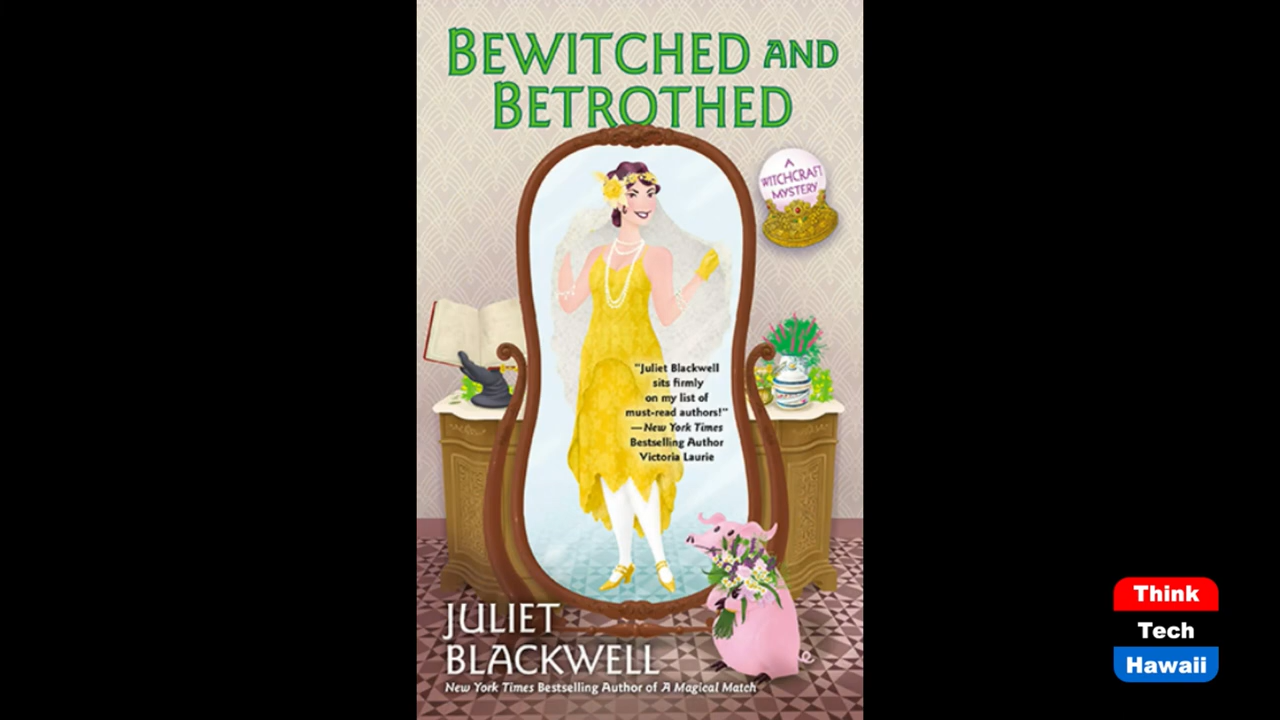 BEWITCHED AND
BETROTHED
A
WITCHCRAFT
MYSTERY
"Juliet Blackwell
sits firmly
on my list of
must-read authors!"
—New York Times
Bestselling Author
Victoria Laurie
JULIET
BLACKWELL
New York Times Bestselling Author of A Magical Match
Think
Tech
Hawaii